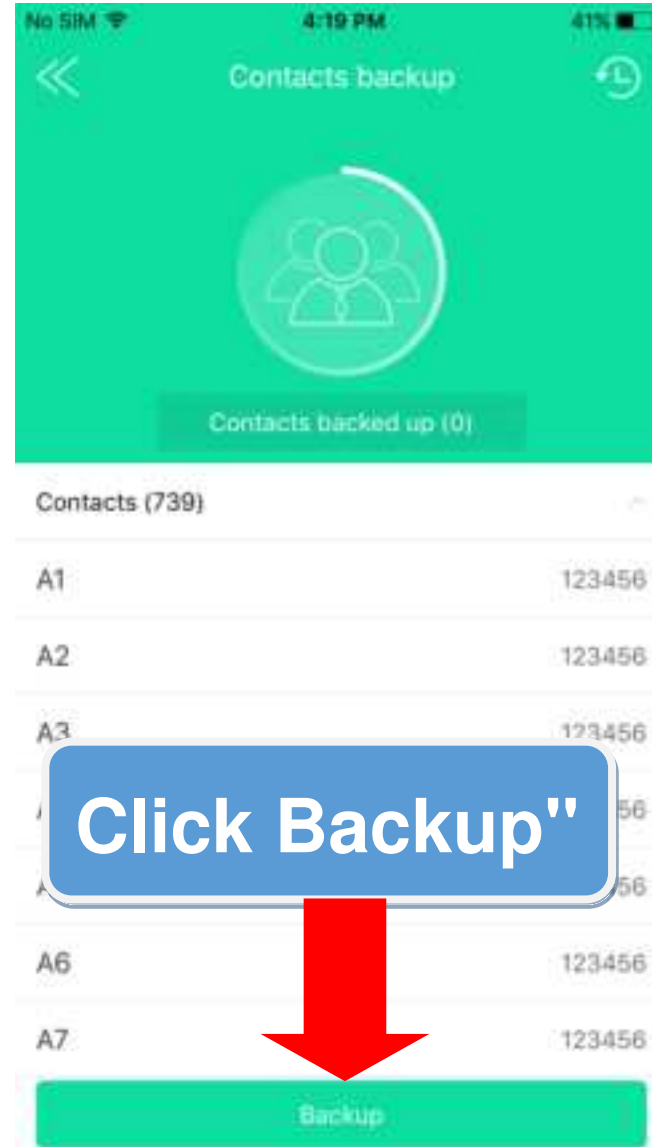 No SIM 4:19 PM 41%
Contacts backup
Contacts backed up (0)
Contacts (739)
A1 123456
A2 123456
A3 123456
Click Backup"
56
56
A6 123456
A7 123456
Backup